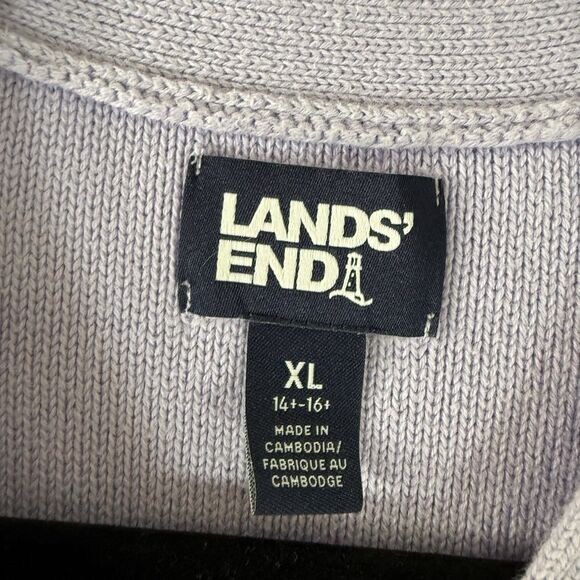 LANDS'
END
XL
14+-16+
MADE IN
CAMBODIA/
FABRIQUE AU
CAMBODGE